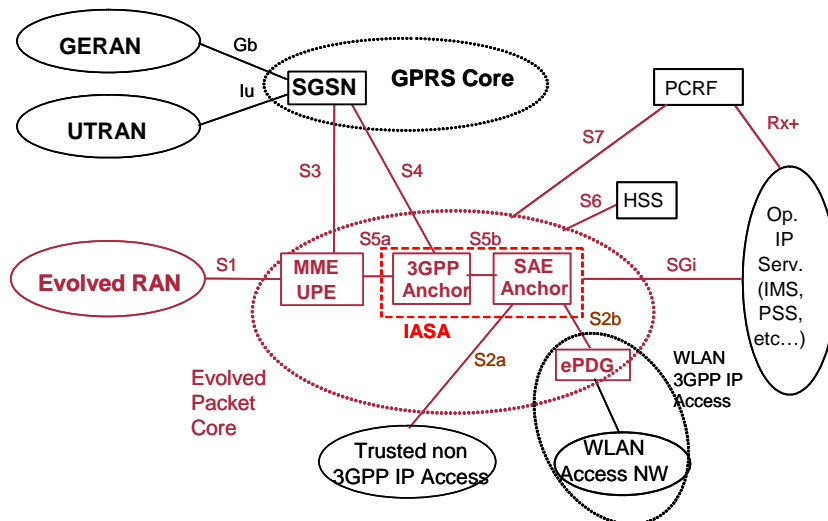 GERAN
Gb
GPRS Core
SGSN
Iu
UTRAN
PCRF
Rx+
S7
S3
S4
S6
HSS
Op.
IP
Serv.
(IMS,
PSS,
etc…)
S5a
S5b
Evolved RAN
S1
MME
UPE
3GPP
Anchor
SAE
Anchor
SGi
IASA
S2b
S2a
ePDG
WLAN
3GPP IP
Access
Evolved
Packet
Core
Trusted non
3GPP IP Access
WLAN
Access NW